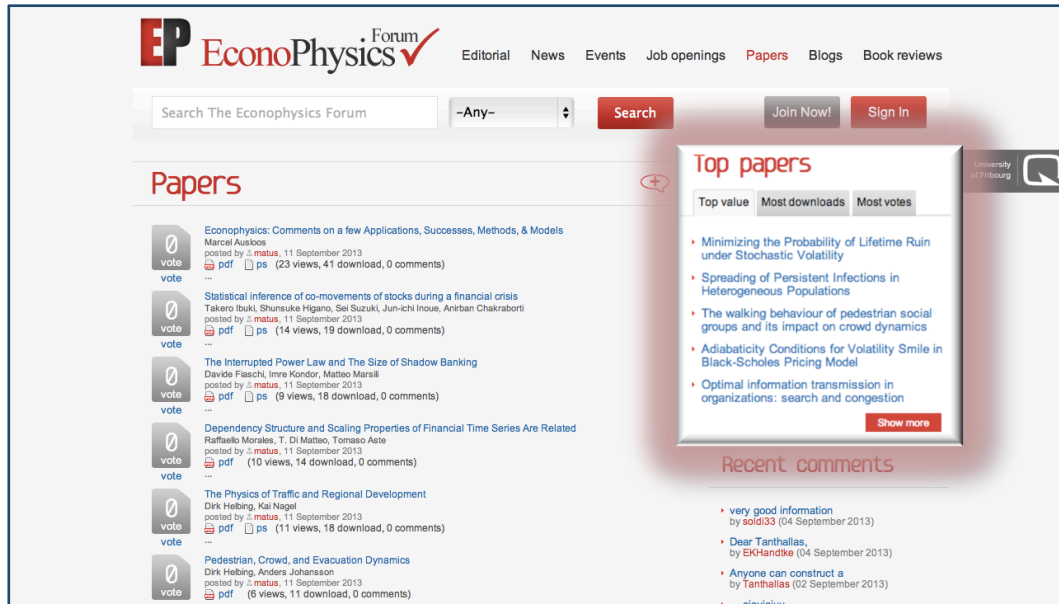 EP EconoPhysics Forum
Editorial News Events Job openings Papers Blogs Book reviews
Search The Econophysics Forum
-Any-
Search
Join Now!
Sign In
University
of Fribourg
Papers
Econophysics: Comments on a few Applications, Successes, Methods, & Models
Marcel Ausloos
posted by matus, 11 September 2013
pdf ps (23 views, 41 download, 0 comments)
...
0
vote
vote
Statistical inference of co-movements of stocks during a financial crisis
Takero Ibuki, Shunsuke Higano, Sei Suzuki, Jun-ichi Inoue, Anirban Chakraborti
posted by matus, 11 September 2013
pdf ps (14 views, 19 download, 0 comments)
...
0
vote
vote
The Interrupted Power Law and The Size of Shadow Banking
Davide Fiaschi, Imre Kondor, Matteo Marsili
posted by matus, 11 September 2013
pdf ps (9 views, 18 download, 0 comments)
...
0
vote
vote
Dependency Structure and Scaling Properties of Financial Time Series Are Related
Raffaello Morales, T. Di Matteo, Tomaso Aste
posted by matus, 11 September 2013
pdf (10 views, 14 download, 0 comments)
...
0
vote
vote
The Physics of Traffic and Regional Development
Dirk Helbing, Kai Nagel
posted by matus, 11 September 2013
pdf ps (11 views, 18 download, 0 comments)
...
0
vote
vote
Pedestrian, Crowd, and Evacuation Dynamics
Dirk Helbing, Anders Johansson
posted by matus, 11 September 2013
pdf (6 views, 11 download, 0 comments)
0
vote
Top papers
Top value Most downloads Most votes
Minimizing the Probability of Lifetime Ruin
under Stochastic Volatility
Spreading of Persistent Infections in
Heterogeneous Populations
The walking behaviour of pedestrian social
groups and its impact on crowd dynamics
Adiabaticity Conditions for Volatility Smile in
Black-Scholes Pricing Model
Optimal information transmission in
organizations: search and congestion
Show more
Recent comments
very good information
by soldi33 (04 September 2013)
Dear Tanthallas,
by EKHandtke (04 September 2013)
Anyone can construct a
by Tanthallas (02 September 2013)